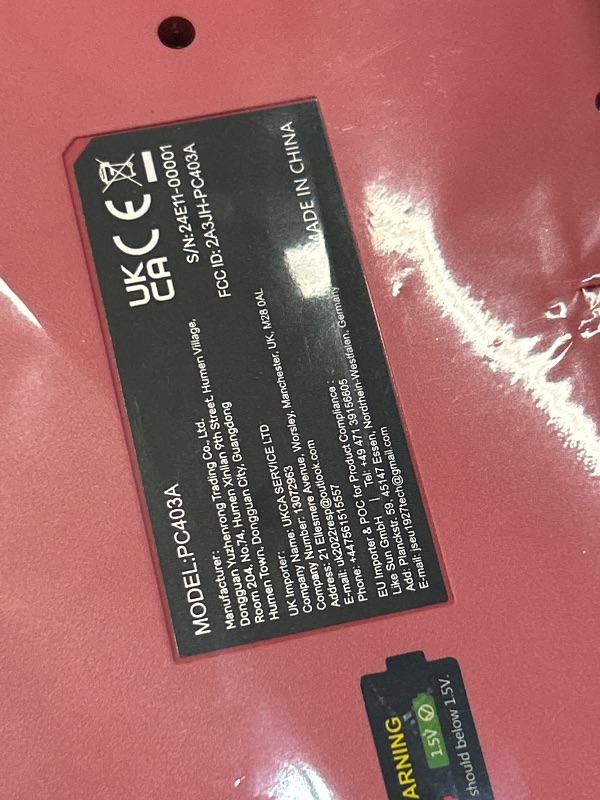 MODEL:PC403A
UK
CA
CE
S/N:24E11-00001
FCC ID: 2A3JH-PC403A
Manufacturer:
Dongguan Yuzhenrong Trading Co., Ltd.
Room 204, No.74, Humen Xinlian 9th Street, Humen Village,
Humen Town, Dongguan City, Guangdong
UK Importer:
Company Name: UKCA SERVICE LTD
Company Number: 13072963
Address: 21 Ellesmere Avenue, Worsley, Manchester, UK, M28 0AL
E-mail: uk2022resp@outlook.com
Phone: +447561515557
EU Importer & POC for Product Compliance :
Like Sun GmbH | Tel: +49 471 39156605
Add: Planckstr. 59, 45147 Essen, Nordrhein-Westfalen, Germany
E-mail: jseu1927tech@gmail.com
MADE IN CHINA
ARNING
1.5V
should below 1.5V.